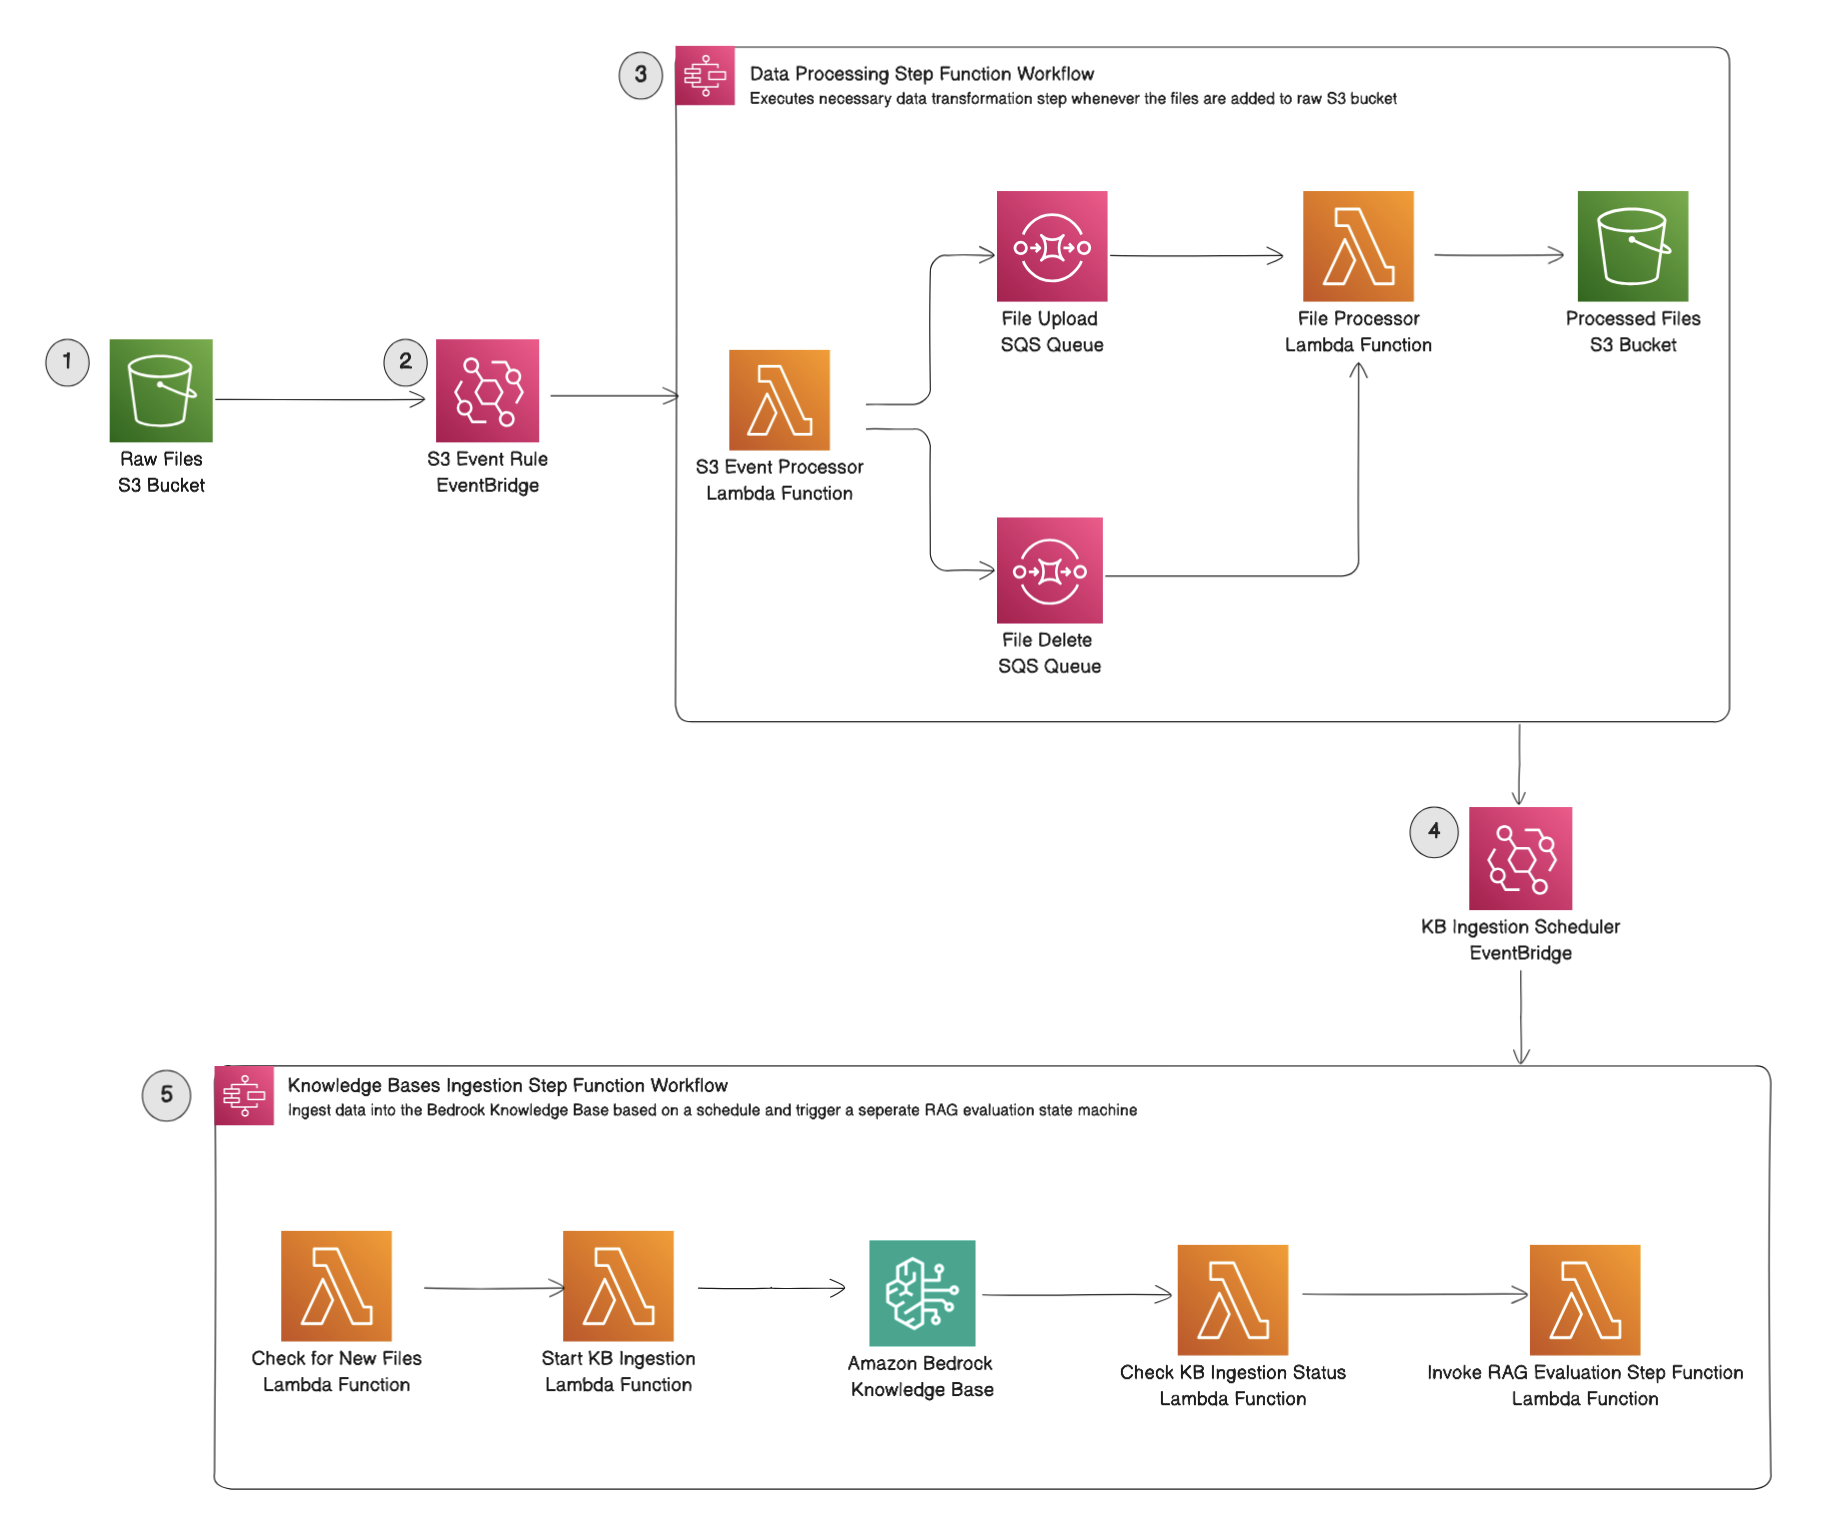 3
Data Processing Step Function Workflow
Executes necessary data transformation step whenever the files are added to raw S3 bucket
File Upload
SQS Queue
File Processor
Lambda Function
Processed Files
S3 Bucket
1
Raw Files
S3 Bucket
2
S3 Event Rule
EventBridge
S3 Event Processor
Lambda Function
File Delete
SQS Queue
4
KB Ingestion Scheduler
EventBridge
5
Knowledge Bases Ingestion Step Function Workflow
Ingest data into the Bedrock Knowledge Base based on a schedule and trigger a seperate RAG evaluation state machine
Check for New Files
Lambda Function
Start KB Ingestion
Lambda Function
Amazon Bedrock
Knowledge Base
Check KB Ingestion Status
Lambda Function
Invoke RAG Evaluation Step Function
Lambda Function